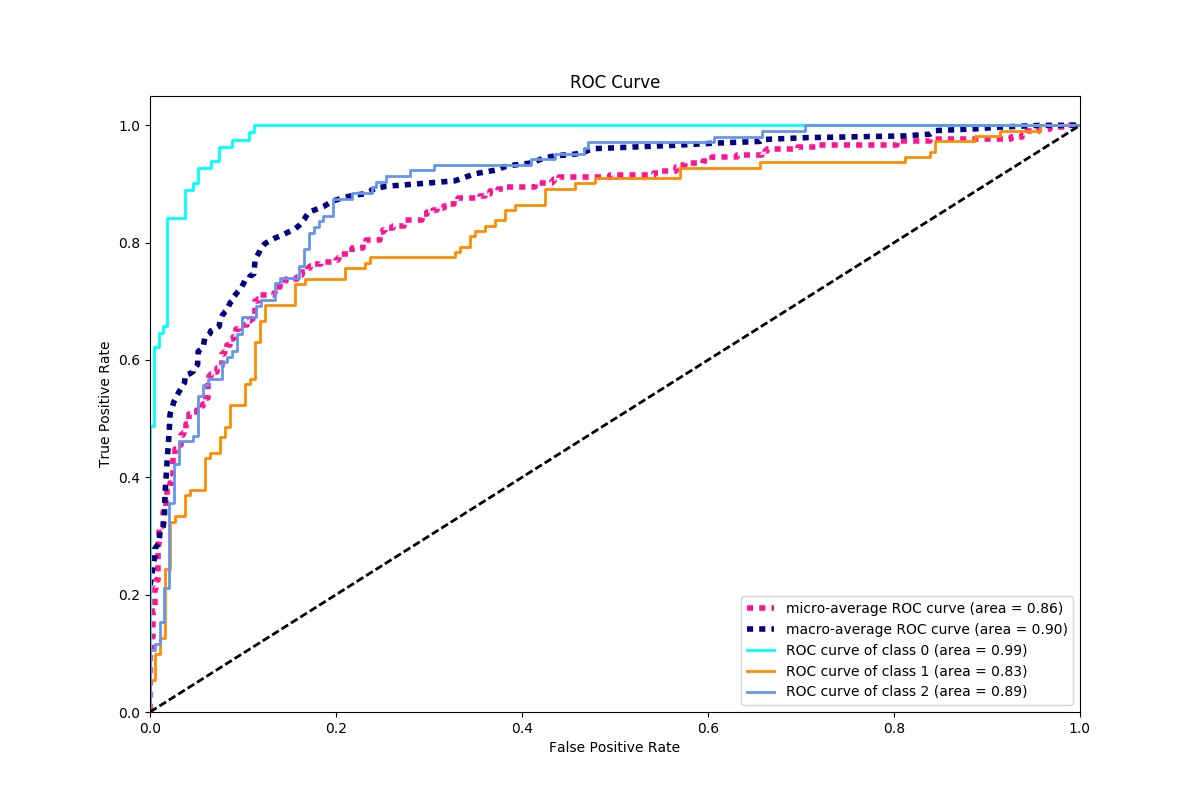 ROC Curve
1.0
0.8
0.6
0.4
0.2
0.0
True Positive Rate
0.0 0.2 0.4 0.6 0.8 1.0
False Positive Rate
micro-average ROC curve (area = 0.86)
macro-average ROC curve (area = 0.90)
ROC curve of class 0 (area = 0.99)
ROC curve of class 1 (area = 0.83)
ROC curve of class 2 (area = 0.89)